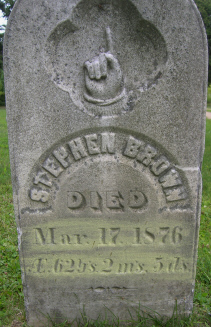 STEPHEN BROWN
DIED
Mar. 17. 1876
Æ. 62 ys. 2 ms. 5 ds.